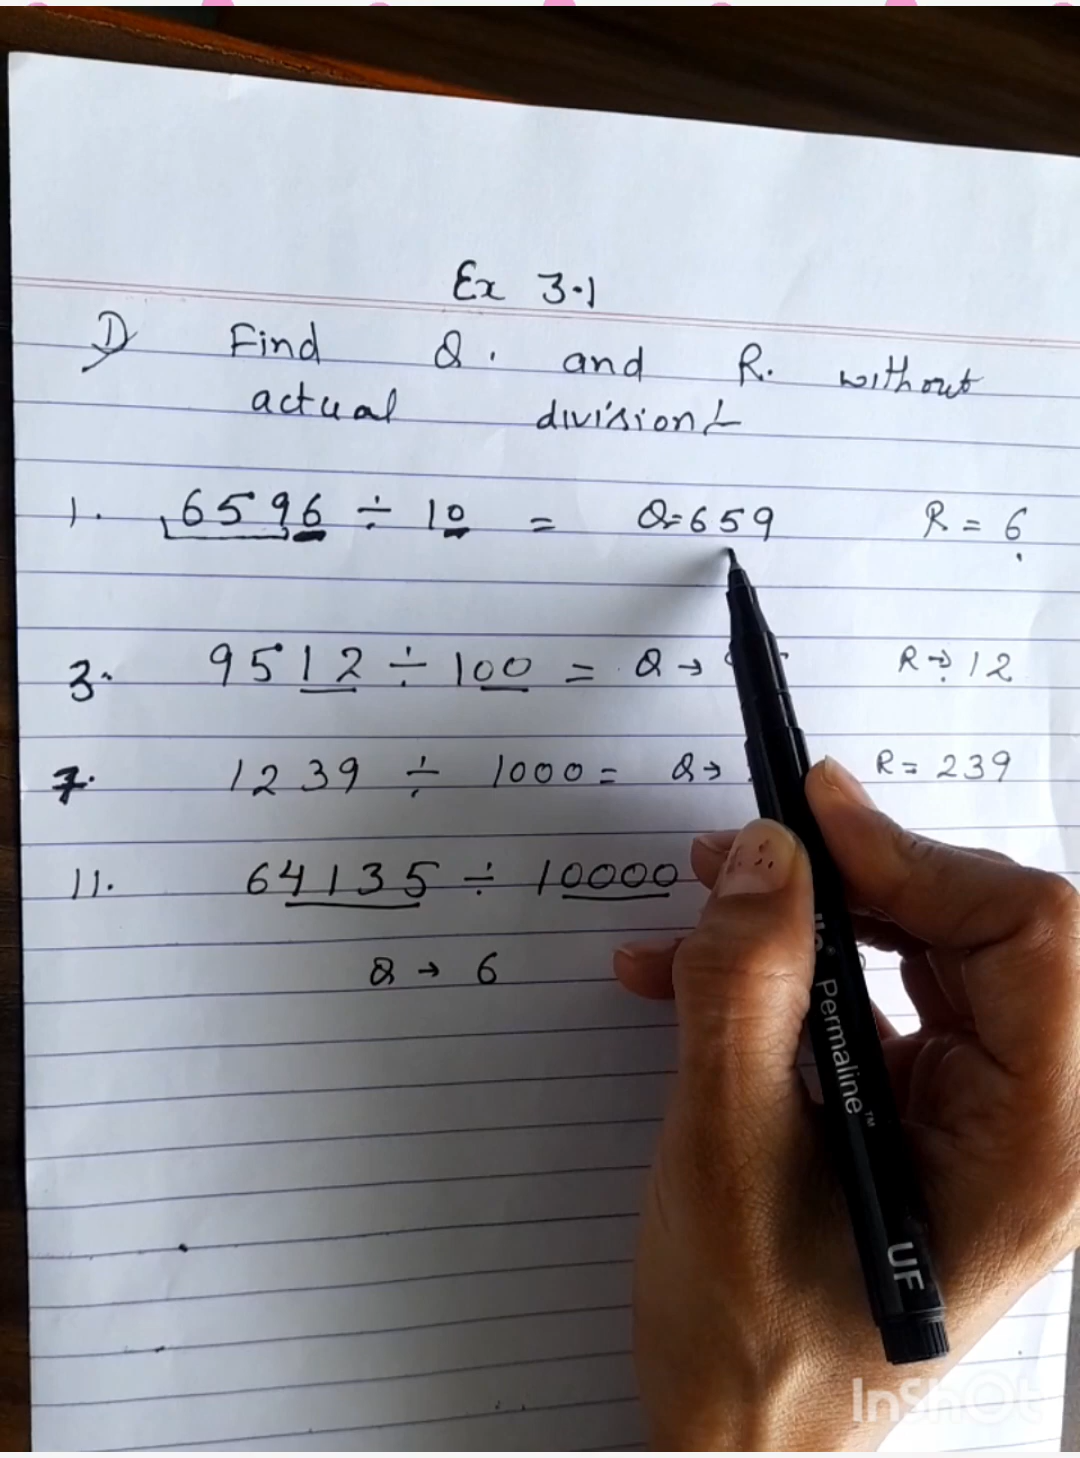 Ex 3.1
D Find Q. and R. without
actual division:-
1. 6596 ÷ 10 = Q=659 R = 6
3. 9512 ÷ 100 = Q → R → 12
7. 1239 ÷ 1000 = Q → R = 239
11. 64135 ÷ 10000
Q → 6
Permaline™
UF
InShOt